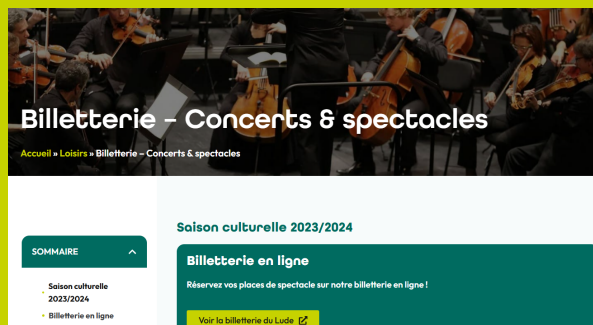 Billetterie – Concerts & spectacles
Accueil » Loisirs » Billetterie – Concerts & spectacles
SOMMAIRE
Saison culturelle
2023/2024
Billetterie en ligne
Saison culturelle 2023/2024
Billetterie en ligne
Réservez vos places de spectacle sur notre billetterie en ligne !
Voir la billetterie du Lude